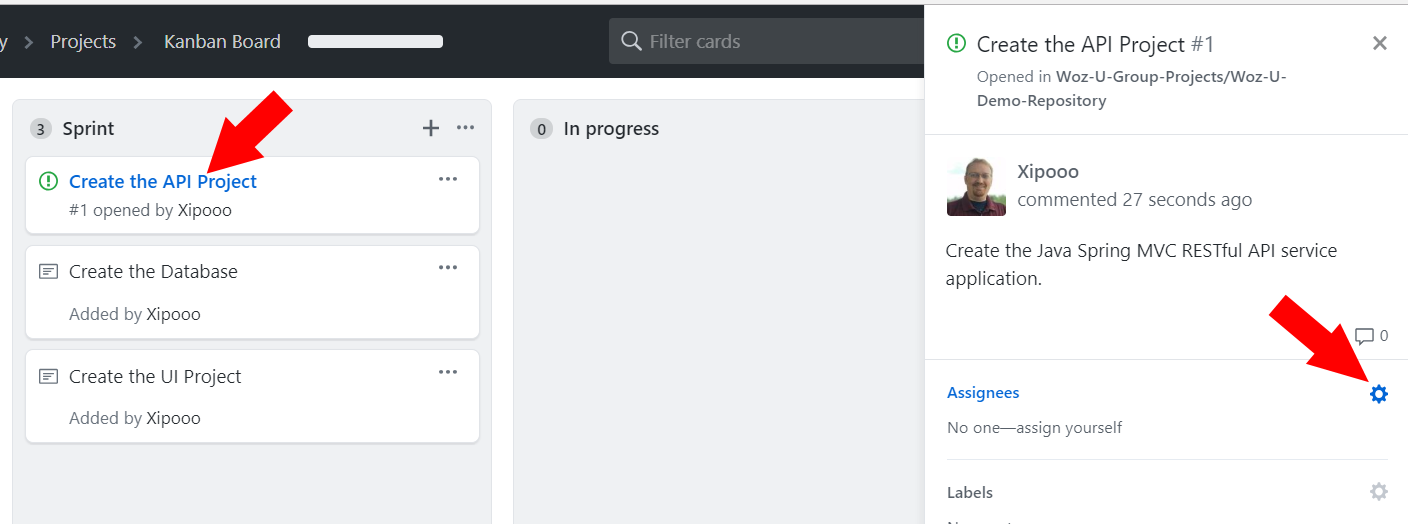 y
Projects
Kanban Board
Filter cards
3 Sprint
Create the API Project
#1 opened by Xipooo
Create the Database
Added by Xipooo
Create the UI Project
Added by Xipooo
0 In progress
Create the API Project #1
Opened in Woz-U-Group-Projects/Woz-U-
Demo-Repository
Xipooo
commented 27 seconds ago
Create the Java Spring MVC RESTful API service
application.
0
Assignees
No one—assign yourself
Labels